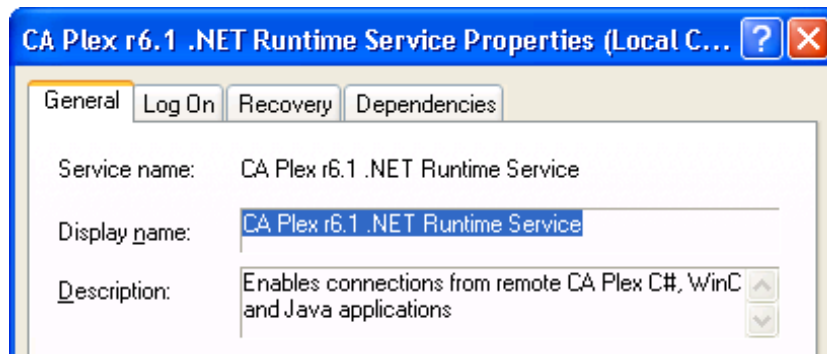 CA Plex r6.1 .NET Runtime Service Properties (Local C...
General Log On Recovery Dependencies
Service name: CA Plex r6.1 .NET Runtime Service
Display name: CA Plex r6.1 .NET Runtime Service
Description: Enables connections from remote CA Plex C#, WinC
and Java applications